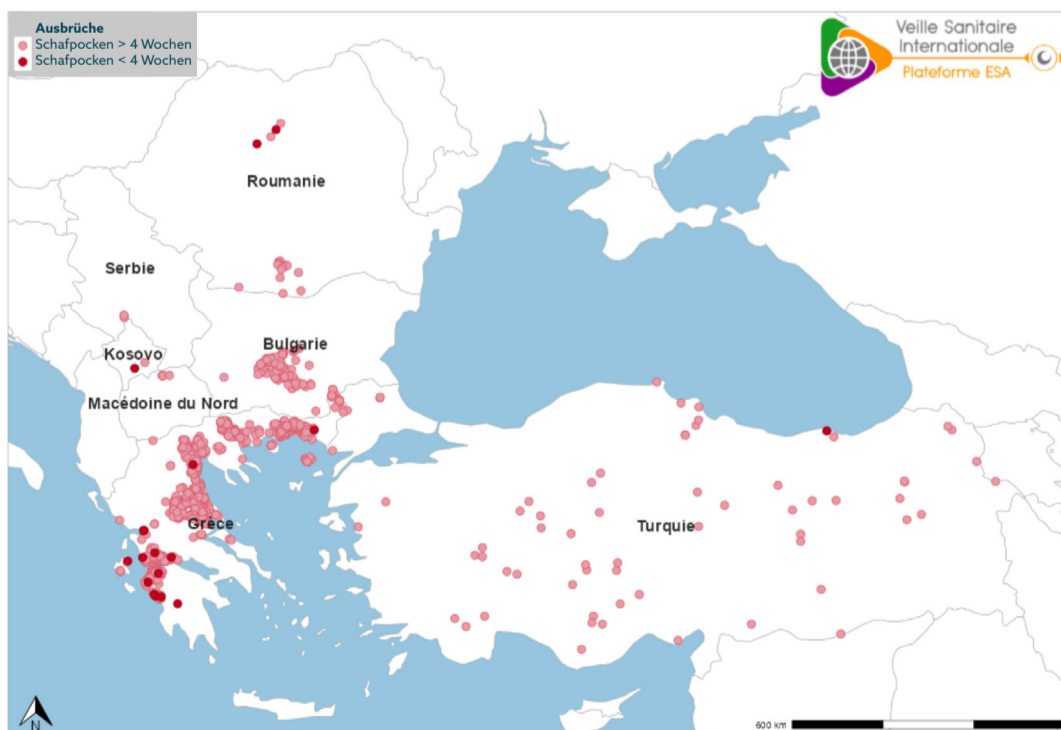 Ausbrüche
Schafpocken > 4 Wochen
Schafpocken < 4 Wochen
Veille Sanitaire
Internationale
Plateforme ESA
Roumanie
Serbie
Kosovo
Bulgarie
Macédoine du Nord
Grèce
Turquie
N
600 km